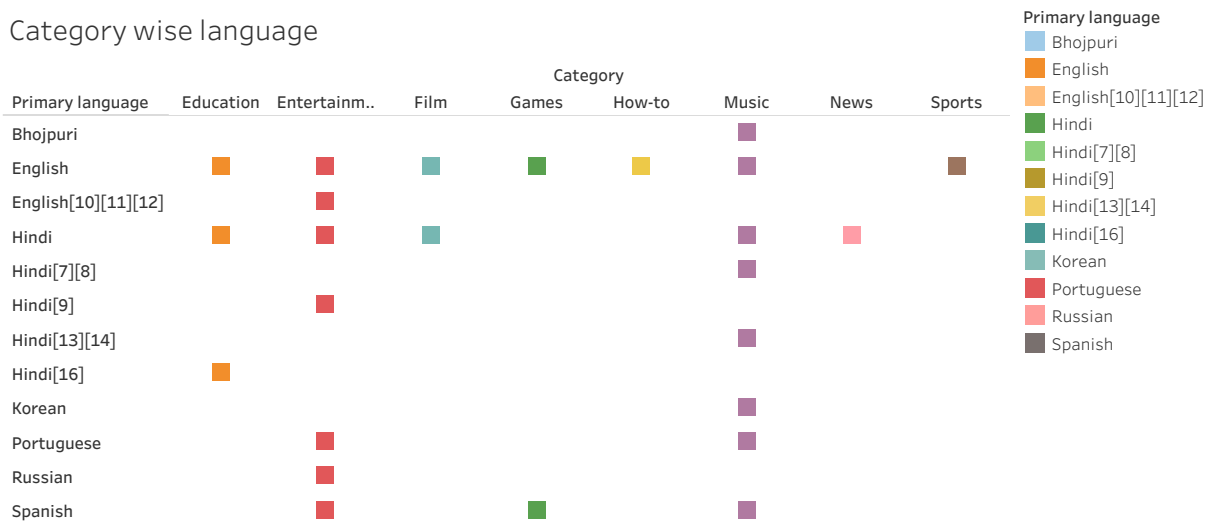 Category wise language
Category
Primary language Education Entertainm.. Film Games How-to Music News Sports
Bhojpuri
English
English[10][11][12]
Hindi
Hindi[7][8]
Hindi[9]
Hindi[13][14]
Hindi[16]
Korean
Portuguese
Russian
Spanish
Primary language
Bhojpuri
English
English[10][11][12]
Hindi
Hindi[7][8]
Hindi[9]
Hindi[13][14]
Hindi[16]
Korean
Portuguese
Russian
Spanish